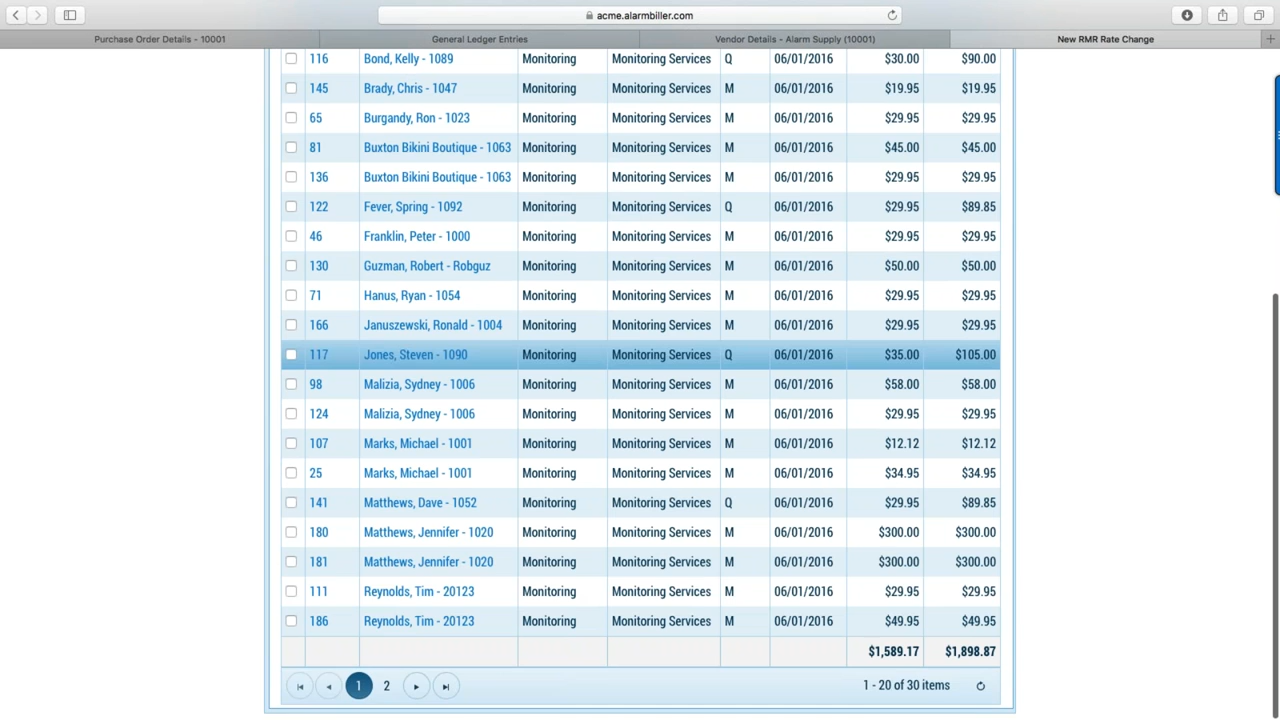 acme.alarmbiller.com
Purchase Order Details - 10001 General Ledger Entries Vendor Details - Alarm Supply (10001) New RMR Rate Change
116 Bond, Kelly - 1089 Monitoring Monitoring Services Q 06/01/2016 $30.00 $90.00
145 Brady, Chris - 1047 Monitoring Monitoring Services M 06/01/2016 $19.95 $19.95
65 Burgandy, Ron - 1023 Monitoring Monitoring Services M 06/01/2016 $29.95 $29.95
81 Buxton Bikini Boutique - 1063 Monitoring Monitoring Services M 06/01/2016 $45.00 $45.00
136 Buxton Bikini Boutique - 1063 Monitoring Monitoring Services M 06/01/2016 $29.95 $29.95
122 Fever, Spring - 1092 Monitoring Monitoring Services Q 06/01/2016 $29.95 $89.85
46 Franklin, Peter - 1000 Monitoring Monitoring Services M 06/01/2016 $29.95 $29.95
130 Guzman, Robert - Robguz Monitoring Monitoring Services M 06/01/2016 $50.00 $50.00
71 Hanus, Ryan - 1054 Monitoring Monitoring Services M 06/01/2016 $29.95 $29.95
166 Januszewski, Ronald - 1004 Monitoring Monitoring Services M 06/01/2016 $29.95 $29.95
117 Jones, Steven - 1090 Monitoring Monitoring Services Q 06/01/2016 $35.00 $105.00
98 Malizia, Sydney - 1006 Monitoring Monitoring Services M 06/01/2016 $58.00 $58.00
124 Malizia, Sydney - 1006 Monitoring Monitoring Services M 06/01/2016 $29.95 $29.95
107 Marks, Michael - 1001 Monitoring Monitoring Services M 06/01/2016 $12.12 $12.12
25 Marks, Michael - 1001 Monitoring Monitoring Services M 06/01/2016 $34.95 $34.95
141 Matthews, Dave - 1052 Monitoring Monitoring Services Q 06/01/2016 $29.95 $89.85
180 Matthews, Jennifer - 1020 Monitoring Monitoring Services M 06/01/2016 $300.00 $300.00
181 Matthews, Jennifer - 1020 Monitoring Monitoring Services M 06/01/2016 $300.00 $300.00
111 Reynolds, Tim - 20123 Monitoring Monitoring Services M 06/01/2016 $29.95 $29.95
186 Reynolds, Tim - 20123 Monitoring Monitoring Services M 06/01/2016 $49.95 $49.95
$1,589.17 $1,898.87
1 2 1 - 20 of 30 items